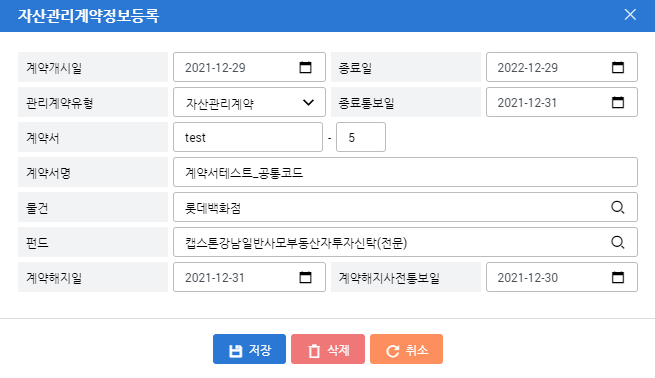 자산관리계약정보등록
계약개시일 2021-12-29 종료일 2022-12-29
관리계약유형 자산관리계약 종료통보일 2021-12-31
계약서 test - 5
계약서명 계약서테스트_공통코드
물건 롯데백화점
펀드 캡스톤강남일반사모부동산자투자신탁(전문)
계약해지일 2021-12-31 계약해지사전통보일 2021-12-30
저장 삭제 취소